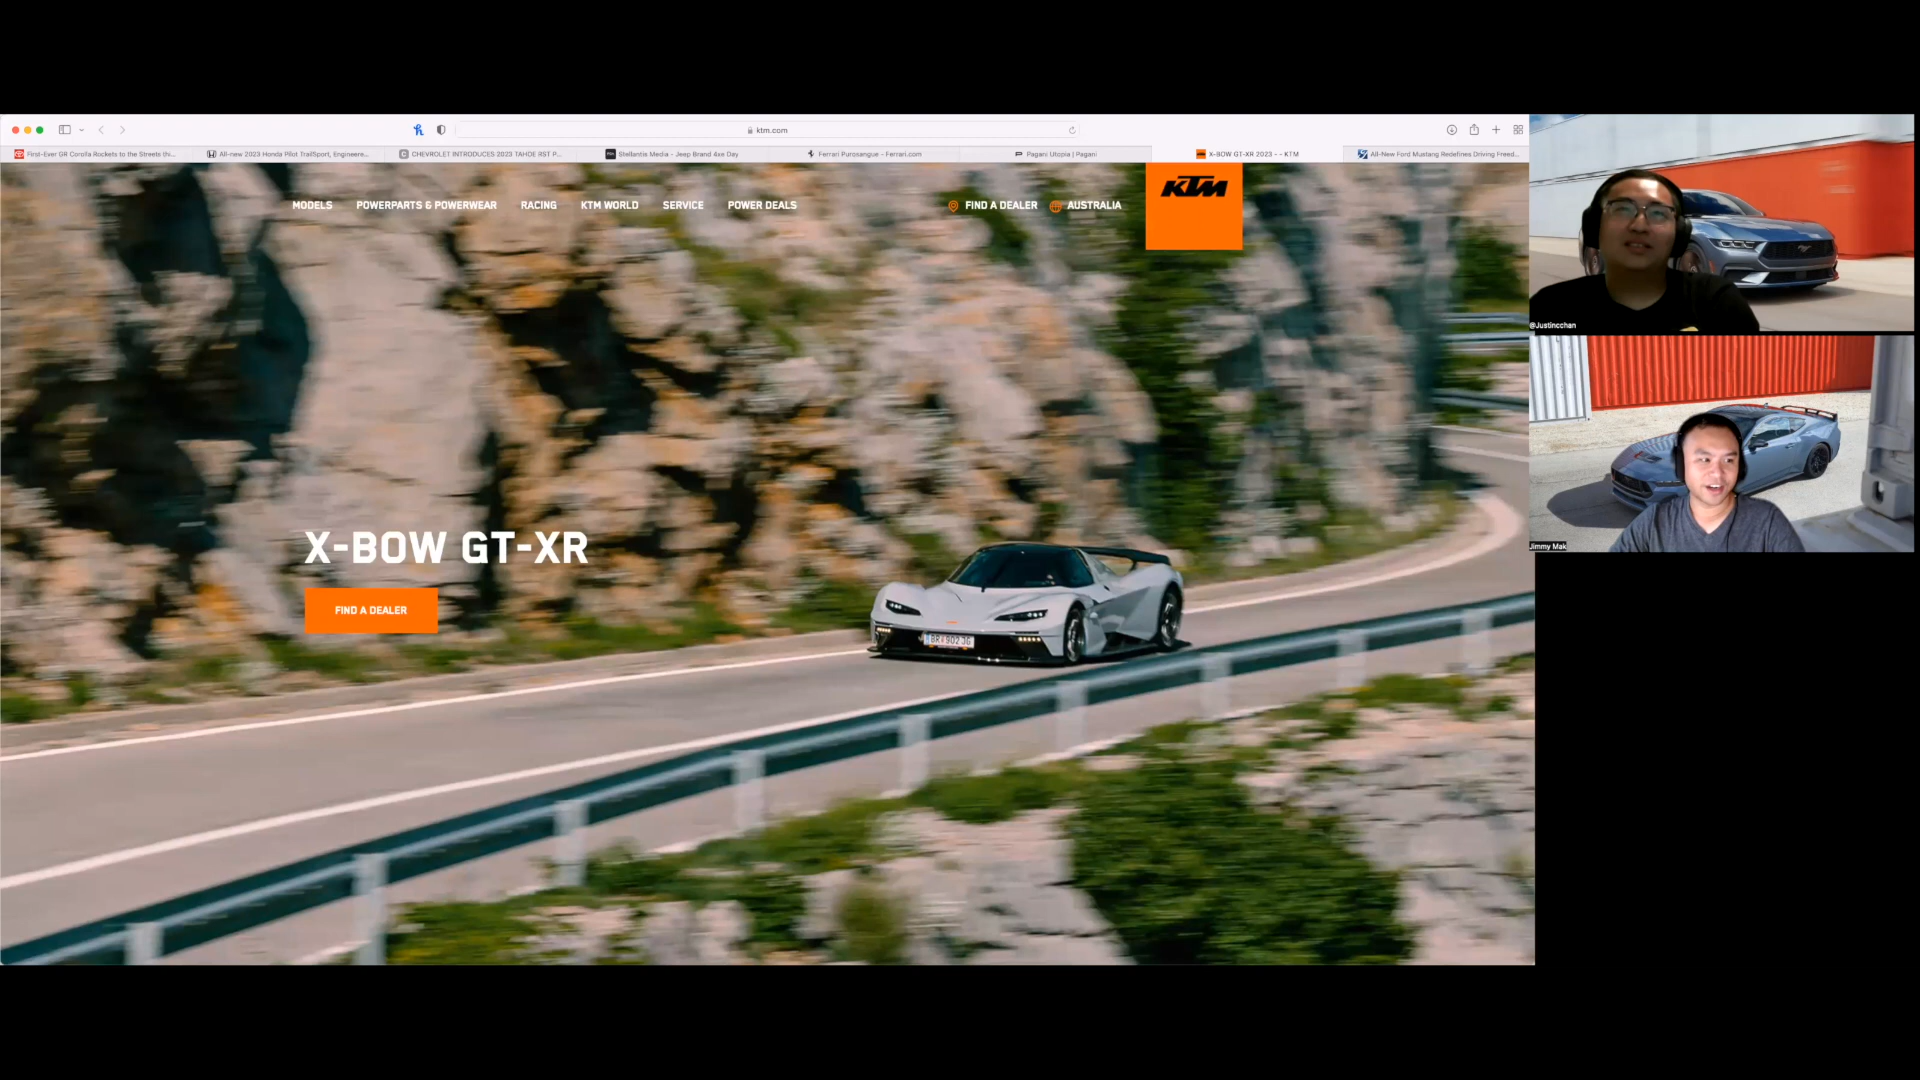 ktm.com
First-Ever GR Corolla Rockets to the Streets thi...
All-new 2023 Honda Pilot TrailSport, Engineere...
CHEVROLET INTRODUCES 2023 TAHOE RST P...
Stellantis Media - Jeep Brand 4xe Day
Ferrari Purosangue - Ferrari.com
Pagani Utopia | Pagani
X-BOW GT-XR 2023 - - KTM
All-New Ford Mustang Redefines Driving Freed...
MODELS POWERPARTS & POWERWEAR RACING KTM WORLD SERVICE POWER DEALS FIND A DEALER AUSTRALIA
KTM
@Justincchan
X-BOW GT-XR
FIND A DEALER
BR 902JG
Jimmy Mak